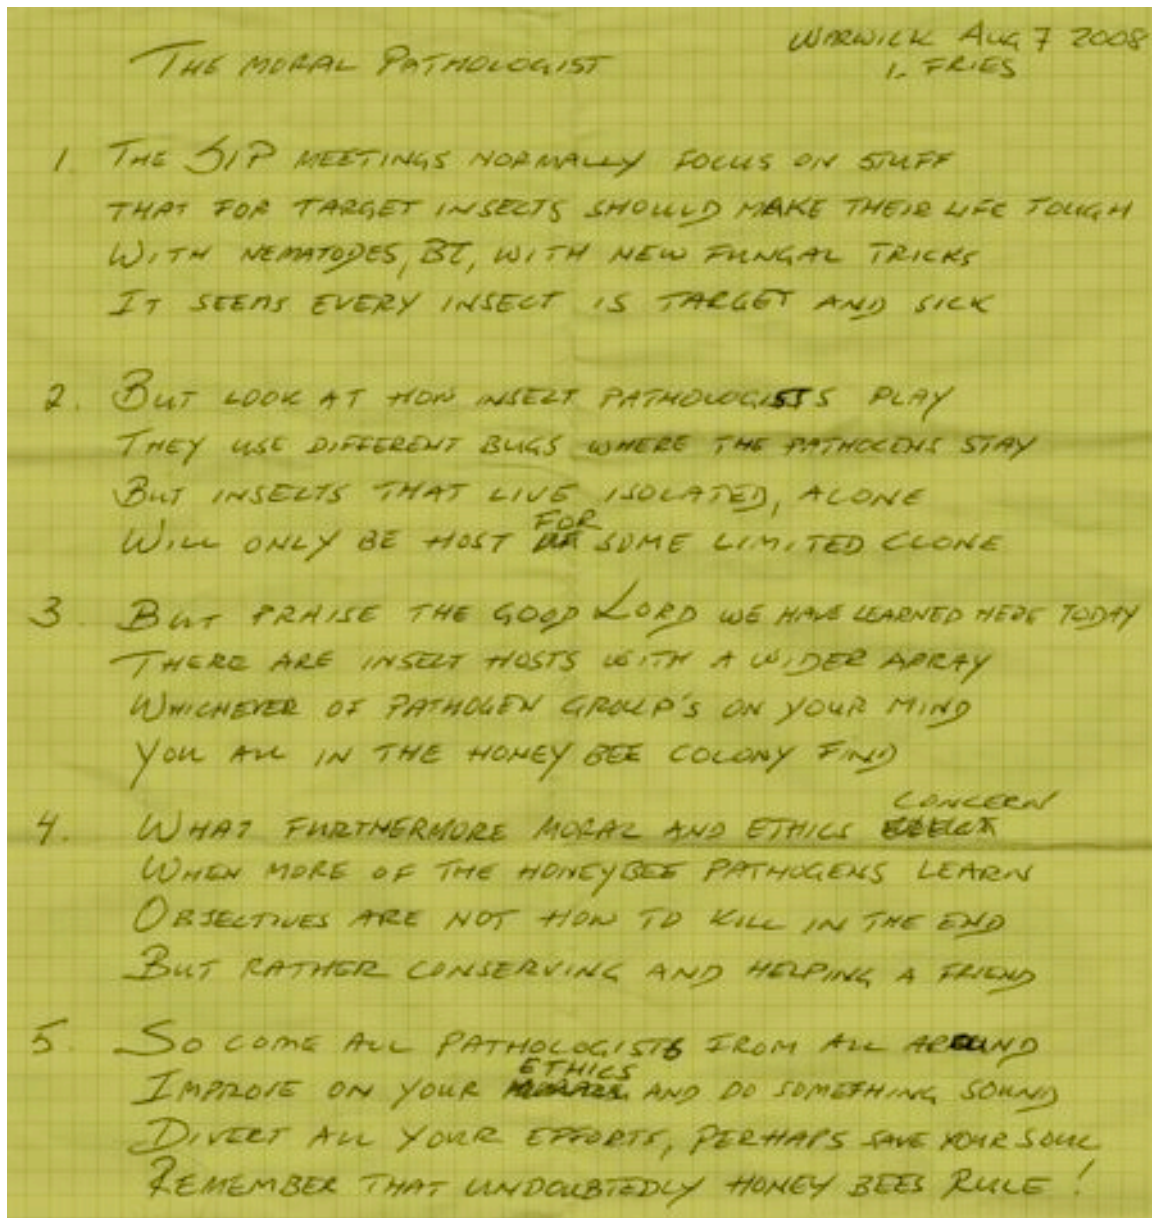 WARWICK AUG 7 2008
THE MORAL PATHOLOGIST
I. FRIES
1. THE SIP MEETINGS NORMALLY FOCUS ON STUFF
THAT FOR TARGET INSECTS SHOULD MAKE THEIR LIFE TOUGH
WITH NEMATODES, BT, WITH NEW FUNGAL TRICKS
IT SEEMS EVERY INSECT IS TARGET AND SICK
2. BUT LOOK AT HOW INSECT PATHOLOGISTS PLAY
THEY USE DIFFERENT BUGS WHERE THE PATHOGENS STAY
BUT INSECTS THAT LIVE ISOLATED, ALONE
WILL ONLY BE HOST FOR SOME LIMITED CLONE
3. BUT PRAISE THE GOOD LORD WE HAVE LEARNED HERE TODAY
THERE ARE INSECT HOSTS WITH A WIDER ARRAY
WHICHEVER OF PATHOGEN GROUP'S ON YOUR MIND
YOU ALL IN THE HONEY BEE COLONY FIND
4. WHAT FURTHERMORE MORAL AND ETHICS CONCERN
WHEN MORE OF THE HONEYBEE PATHOGENS LEARN
OBJECTIVES ARE NOT HOW TO KILL IN THE END
BUT RATHER CONSERVING AND HELPING A FRIEND
5. SO COME ALL PATHOLOGISTS FROM ALL AROUND
IMPROVE ON YOUR ETHICS AND DO SOMETHING SOUND
DIVERT ALL YOUR EFFORTS, PERHAPS SAVE YOUR SOUL
REMEMBER THAT UNDOUBTEDLY HONEY BEES RULE!